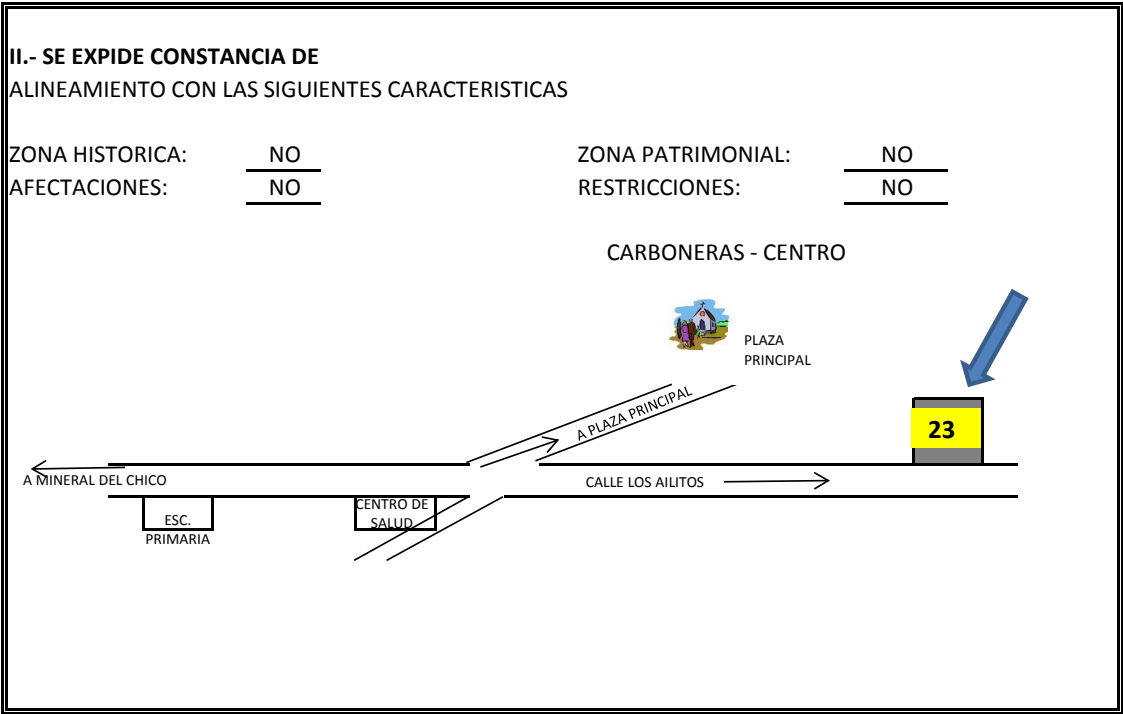 II.- SE EXPIDE CONSTANCIA DE
ALINEAMIENTO CON LAS SIGUIENTES CARACTERISTICAS
ZONA HISTORICA: NO ZONA PATRIMONIAL: NO
AFECTACIONES: NO RESTRICCIONES: NO
CARBONERAS - CENTRO
PLAZA
PRINCIPAL
A PLAZA PRINCIPAL
23
A MINERAL DEL CHICO
CALLE LOS AILITOS
ESC.
PRIMARIA
CENTRO DE
SALUD